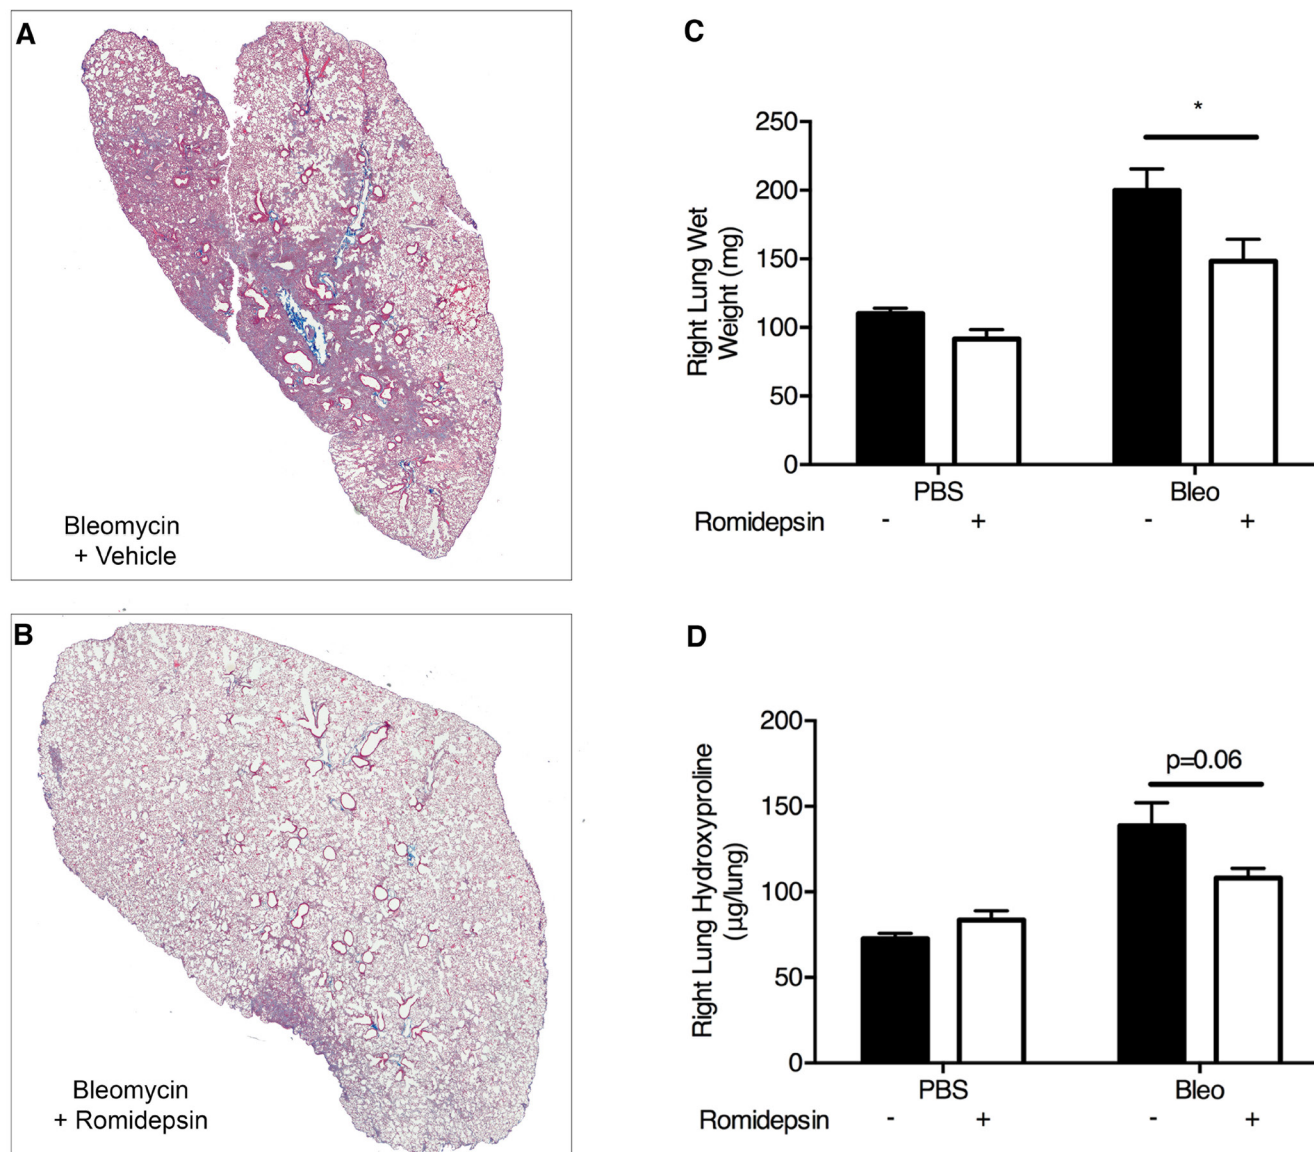 A
Bleomycin
+ Vehicle
B
Bleomycin
+ Romidepsin
C
*
Right Lung Wet
Weight (mg)
250
200
150
100
50
0
PBS
Bleo
Romidepsin - + - +
D
p=0.06
Right Lung Hydroxyproline
(µg/lung)
200
150
100
50
0
PBS
Bleo
Romidepsin - + - +